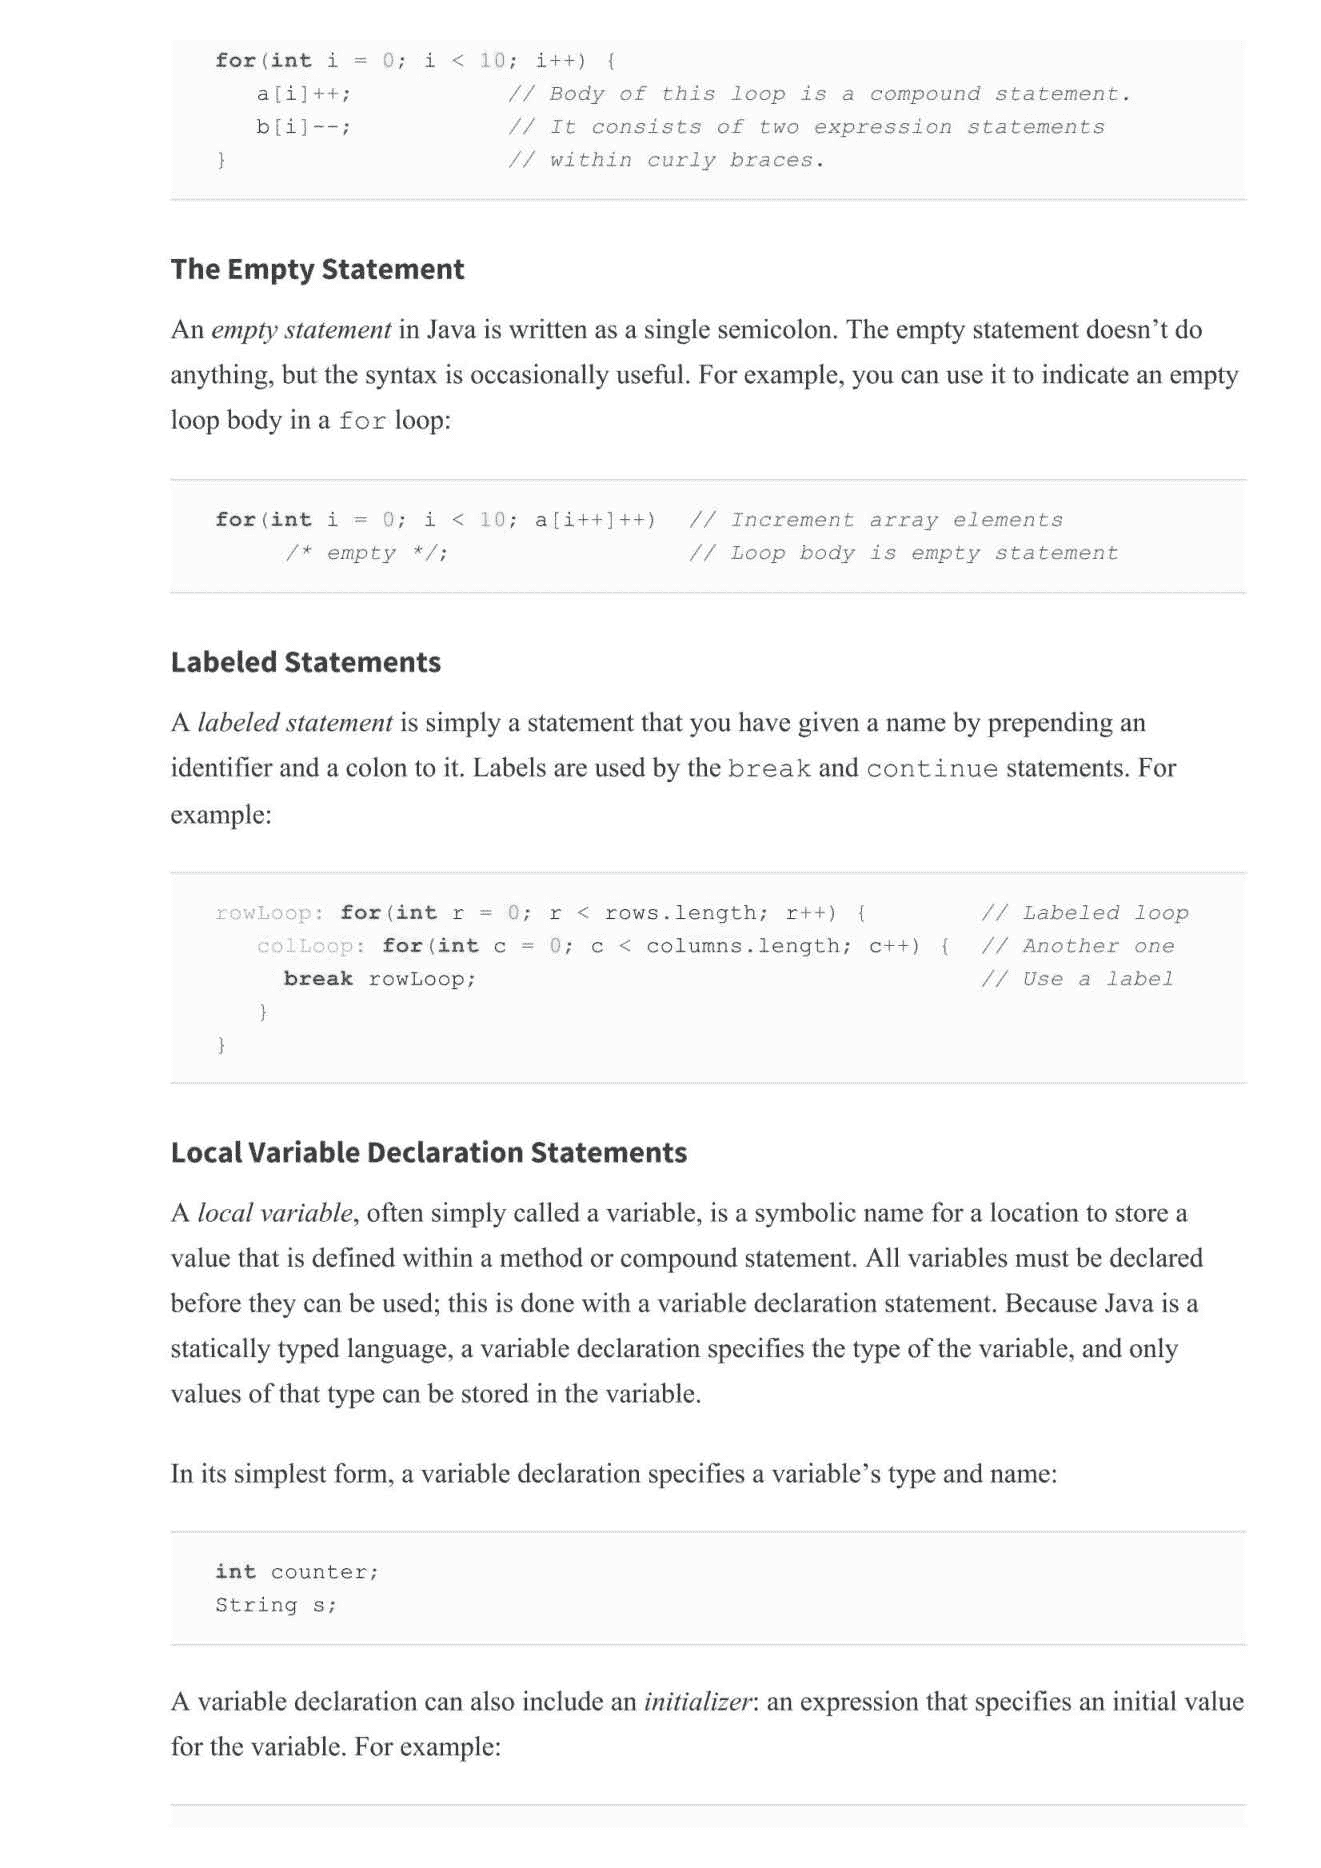 for(int i = 0; i < 10; i++) {
   a[i]++;            // Body of this loop is a compound statement.
   b[i]--;            // It consists of two expression statements
}                     // within curly braces.
The Empty Statement
An empty statement in Java is written as a single semicolon. The empty statement doesn’t do
anything, but the syntax is occasionally useful. For example, you can use it to indicate an empty
loop body in a for loop:
for(int i = 0; i < 10; a[i++]++)  // Increment array elements
     /* empty */;                 // Loop body is empty statement
Labeled Statements
A labeled statement is simply a statement that you have given a name by prepending an
identifier and a colon to it. Labels are used by the break and continue statements. For
example:
rowLoop: for(int r = 0; r < rows.length; r++) {        // Labeled loop
   colLoop: for(int c = 0; c < columns.length; c++) {  // Another one
     break rowLoop;                                    // Use a label
   }
}
Local Variable Declaration Statements
A local variable, often simply called a variable, is a symbolic name for a location to store a
value that is defined within a method or compound statement. All variables must be declared
before they can be used; this is done with a variable declaration statement. Because Java is a
statically typed language, a variable declaration specifies the type of the variable, and only
values of that type can be stored in the variable.
In its simplest form, a variable declaration specifies a variable’s type and name:
int counter;
String s;
A variable declaration can also include an initializer: an expression that specifies an initial value
for the variable. For example: